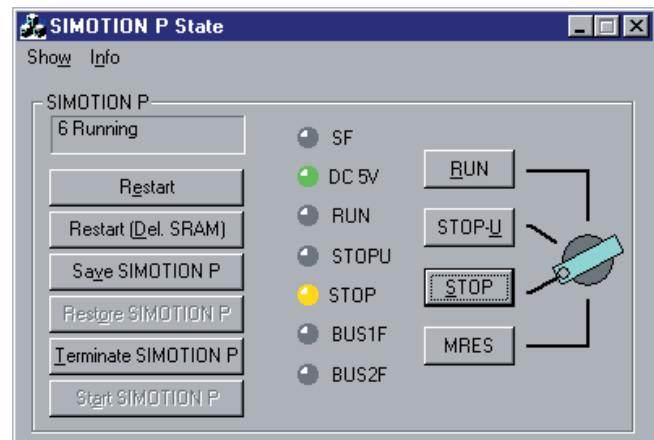 SIMOTION P State
Show Info
SIMOTION P
6 Running
Restart
Restart (Del. SRAM)
Save SIMOTION P
Restore SIMOTION P
Terminate SIMOTION P
Start SIMOTION P
SF
DC 5V
RUN
STOPU
STOP
BUS1F
BUS2F
RUN
STOP-U
STOP
MRES